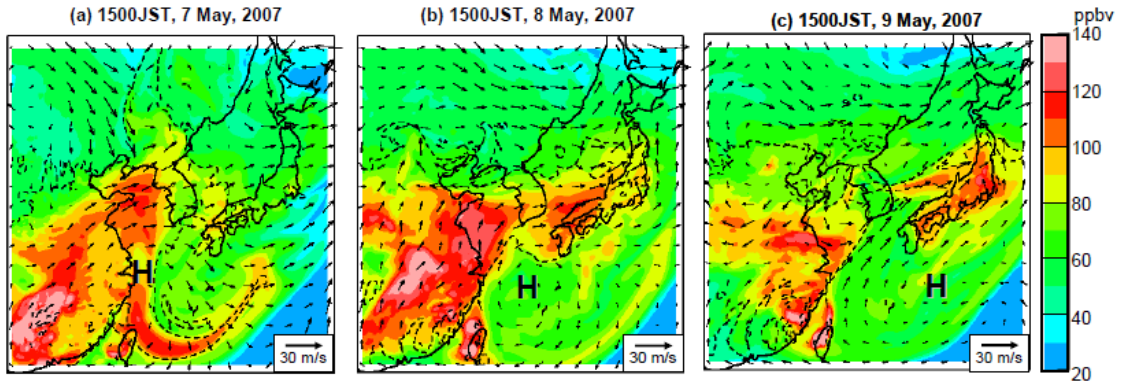 (a) 1500JST, 7 May, 2007
(b) 1500JST, 8 May, 2007
(c) 1500JST, 9 May, 2007
ppbv
140
120
100
80
60
40
20
H
H
H
30 m/s
30 m/s
30 m/s